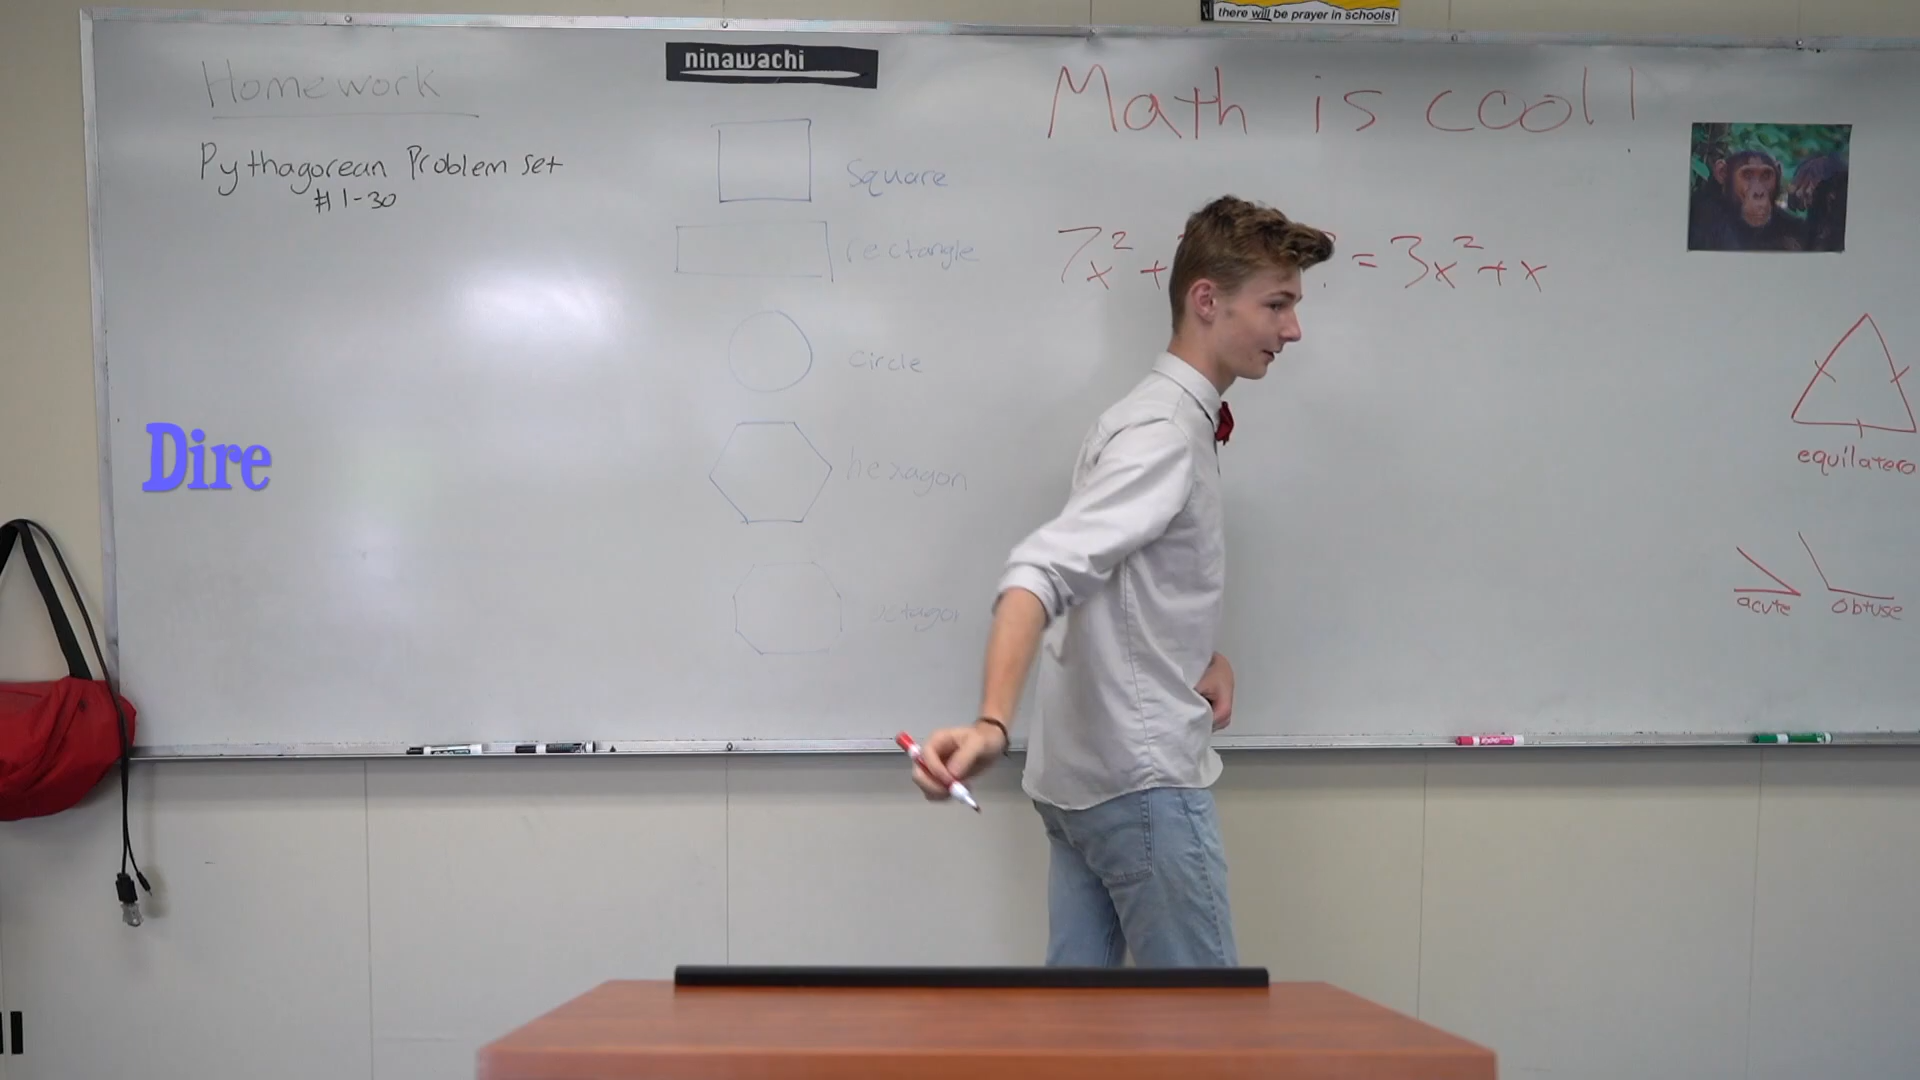 there will be prayer in schools!
Homework
Pythagorean Problem set
#1-30
ninawachi
Square
rectangle
Circle
hexagon
Math is cool!
7x² +
= 3x² + x
equilatera
acute
obtuse
Dire